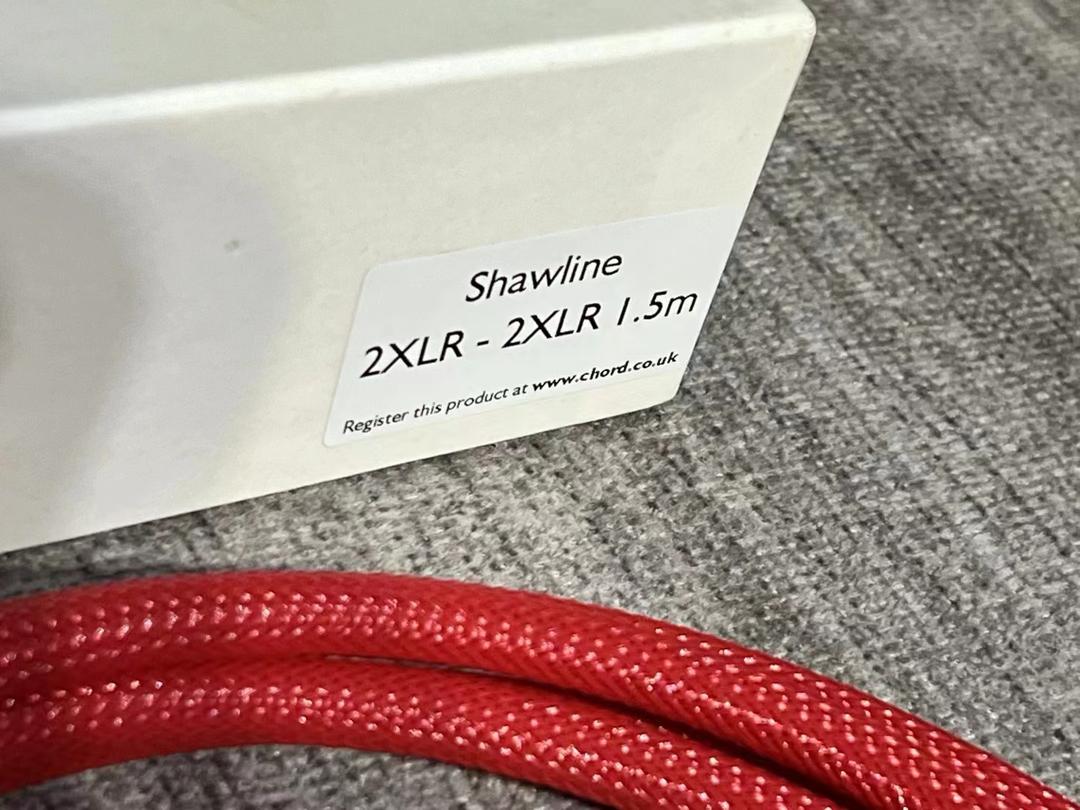 Shawline
2XLR - 2XLR 1.5m
Register this product at www.chord.co.uk